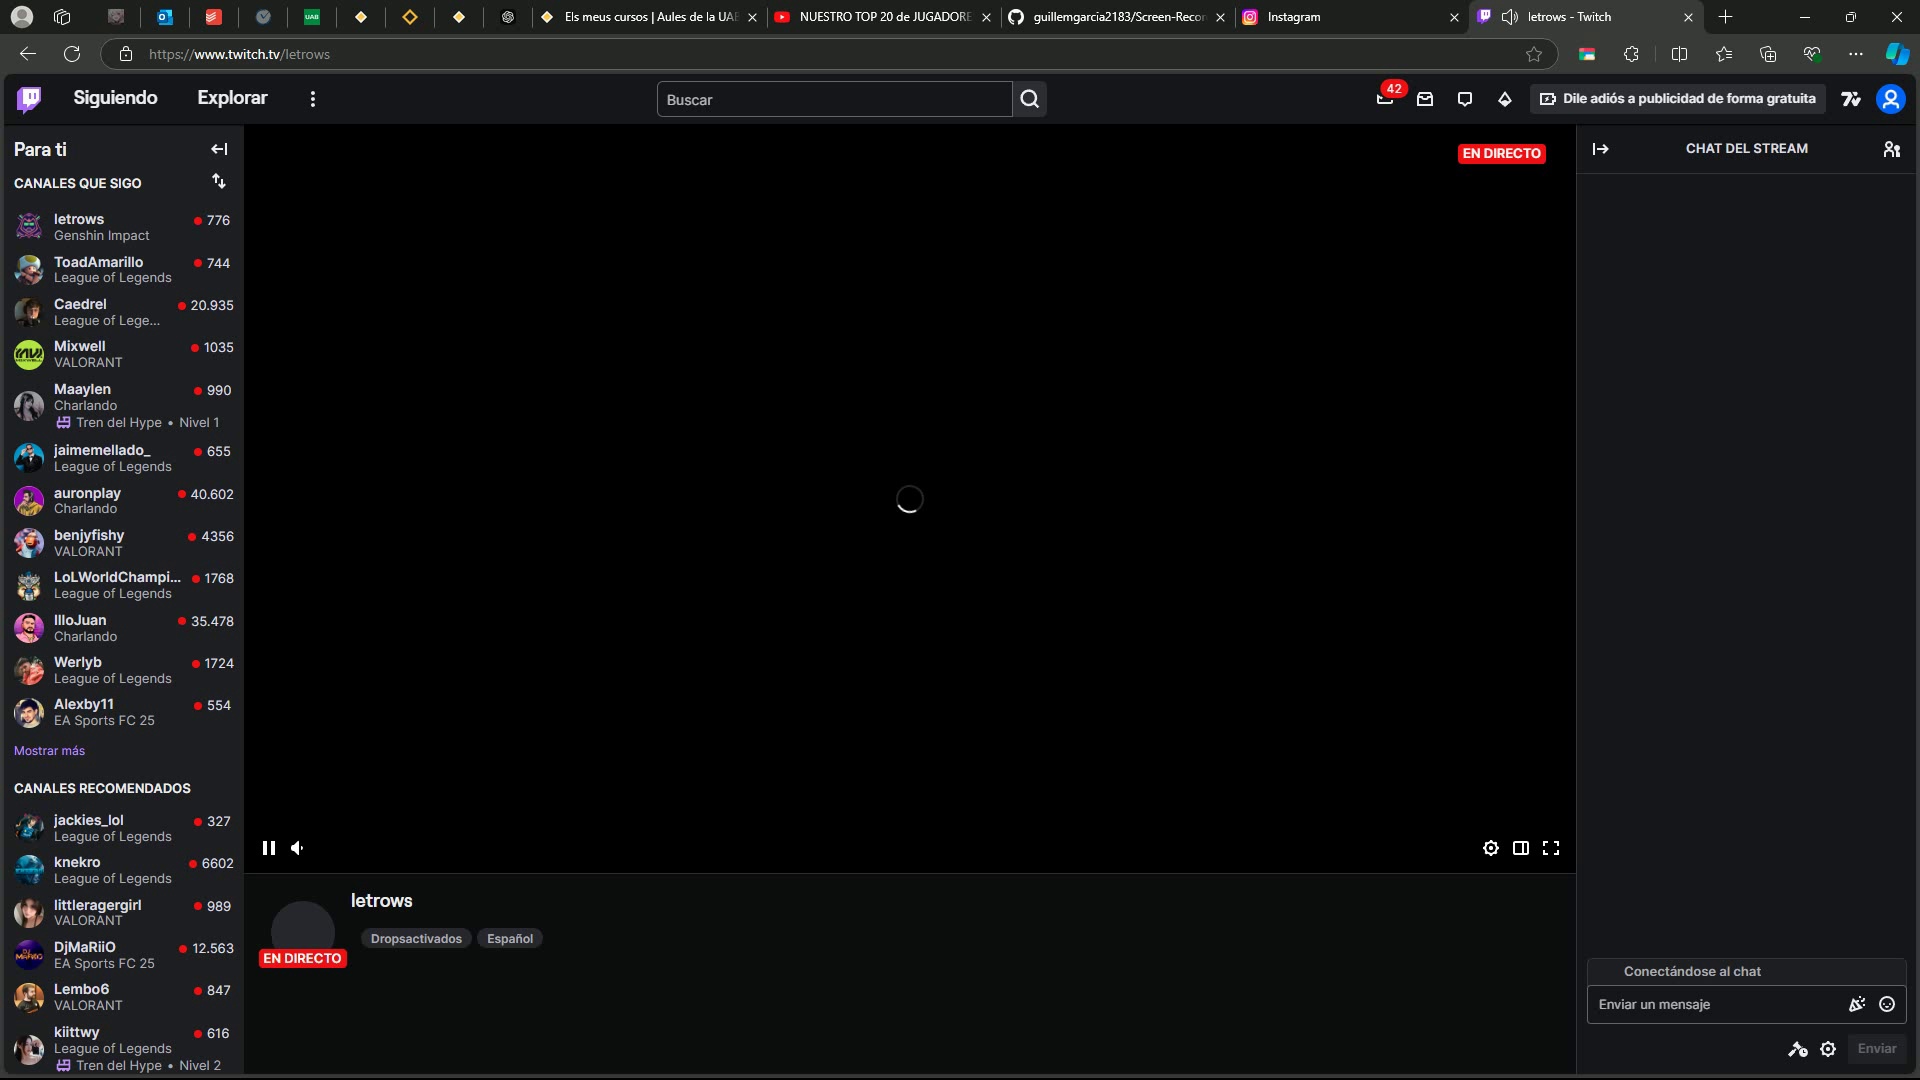 Els meus cursos | Aules de la UAB
NUESTRO TOP 20 de JUGADORE
guillemgarcia2183/Screen-Recor
Instagram
letrows - Twitch
https://www.twitch.tv/letrows
Siguiendo
Explorar
Buscar
42
Dile adiós a publicidad de forma gratuita
Para ti
CANALES QUE SIGO
letrows
776
Genshin Impact
ToadAmarillo
744
League of Legends
Caedrel
20.935
League of Lege...
Mixwell
1035
VALORANT
Maaylen
990
Charlando
Tren del Hype • Nivel 1
jaimemellado_
655
League of Legends
auronplay
40.602
Charlando
benjyfishy
4356
VALORANT
LoLWorldChampi...
1768
League of Legends
IlloJuan
35.478
Charlando
Werlyb
1724
League of Legends
Alexby11
554
EA Sports FC 25
Mostrar más
CANALES RECOMENDADOS
jackies_lol
327
League of Legends
knekro
6602
League of Legends
littleragergirl
989
VALORANT
DjMaRiiO
12.563
EA Sports FC 25
Lembo6
847
VALORANT
kiittwy
616
League of Legends
Tren del Hype • Nivel 2
EN DIRECTO
letrows
Dropsactivados
Español
EN DIRECTO
CHAT DEL STREAM
Conectándose al chat
Enviar un mensaje
Enviar